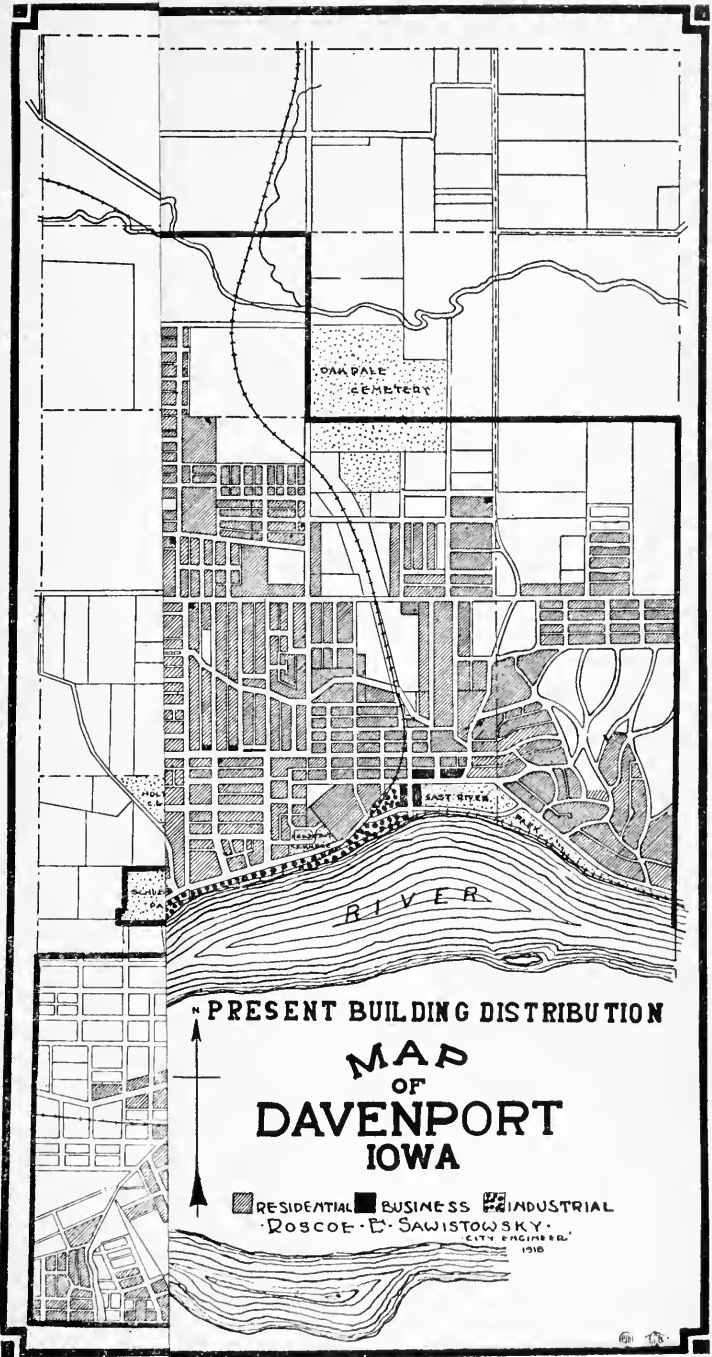 OAKDALE
CEMETERY
HOLY
EAST RIVER
PARK
RIVER
N
PRESENT BUILDING DISTRIBUTION
MAP
OF
DAVENPORT
IOWA
RESIDENTIAL BUSINESS INDUSTRIAL
ROSCOE · E · SAWISTOWSKY ·
CITY ENGINEER
1918